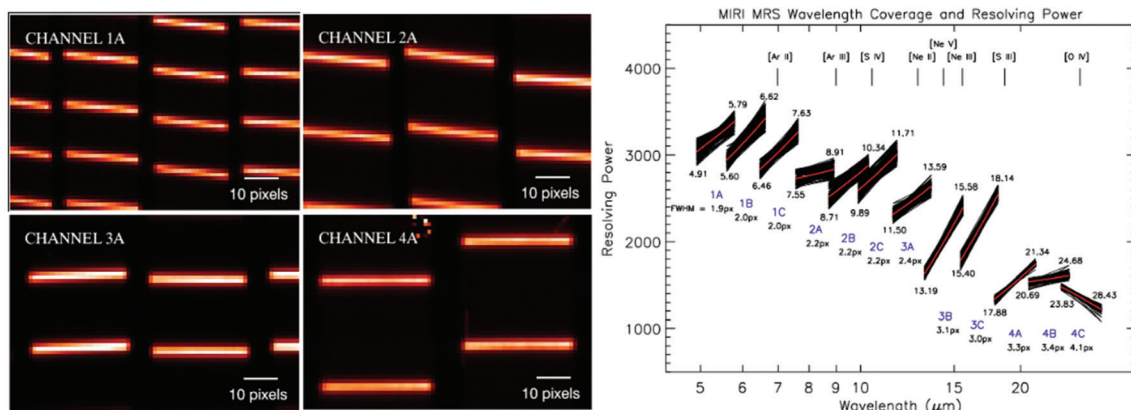 CHANNEL 1A
10 pixels
CHANNEL 2A
10 pixels
CHANNEL 3A
10 pixels
CHANNEL 4A
10 pixels
MIRI MRS Wavelength Coverage and Resolving Power
[Ne V]
[Ar II] [Ar III] [S IV] [Ne II] [Ne III] [S III] [O IV]
4000
3000
2000
1000
Resolving Power
5.79 6.62 7.63 8.91 10.34 11.71 13.59 15.58 18.14 21.34 24.68 28.43
4.91 5.60 6.46 7.55 8.71 9.89 11.50 13.19 15.40 17.88 20.69 23.83
1A 1B 1C 2A 2B 2C 3A 3B 3C 4A 4B 4C
FWHM = 1.9px 2.0px 2.0px 2.2px 2.2px 2.2px 2.4px 3.1px 3.0px 3.3px 3.4px 4.1px
5 6 7 8 9 10 15 20
Wavelength (μm)